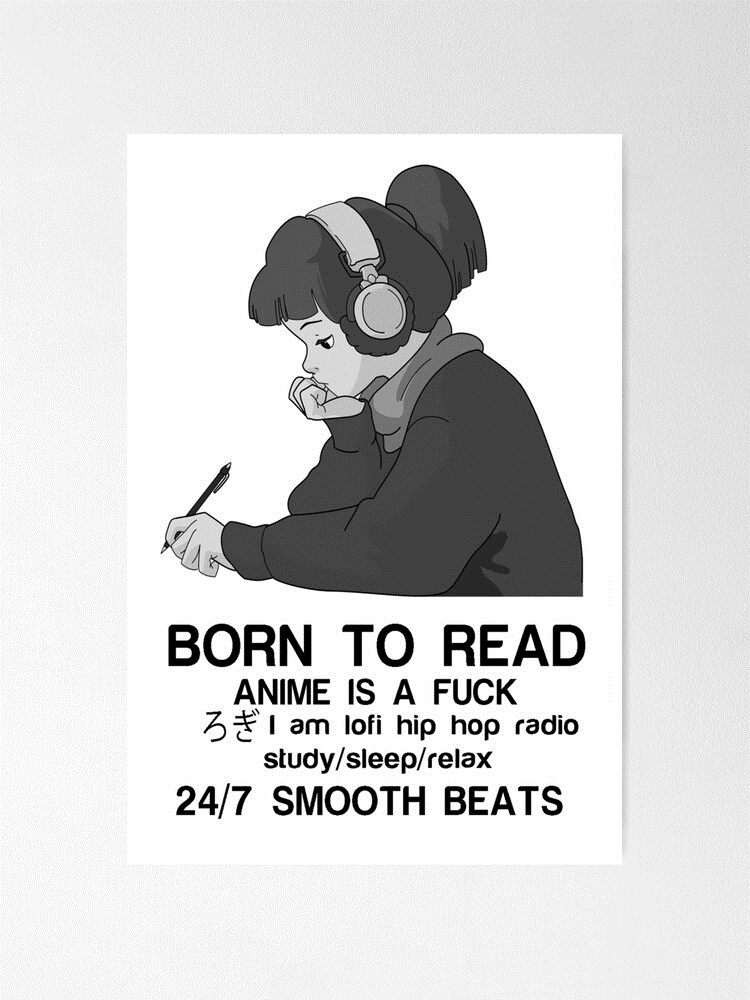 BORN TO READ
ANIME IS A FUCK
ろぎ I am lofi hip hop radio
study/sleep/relax
24/7 SMOOTH BEATS